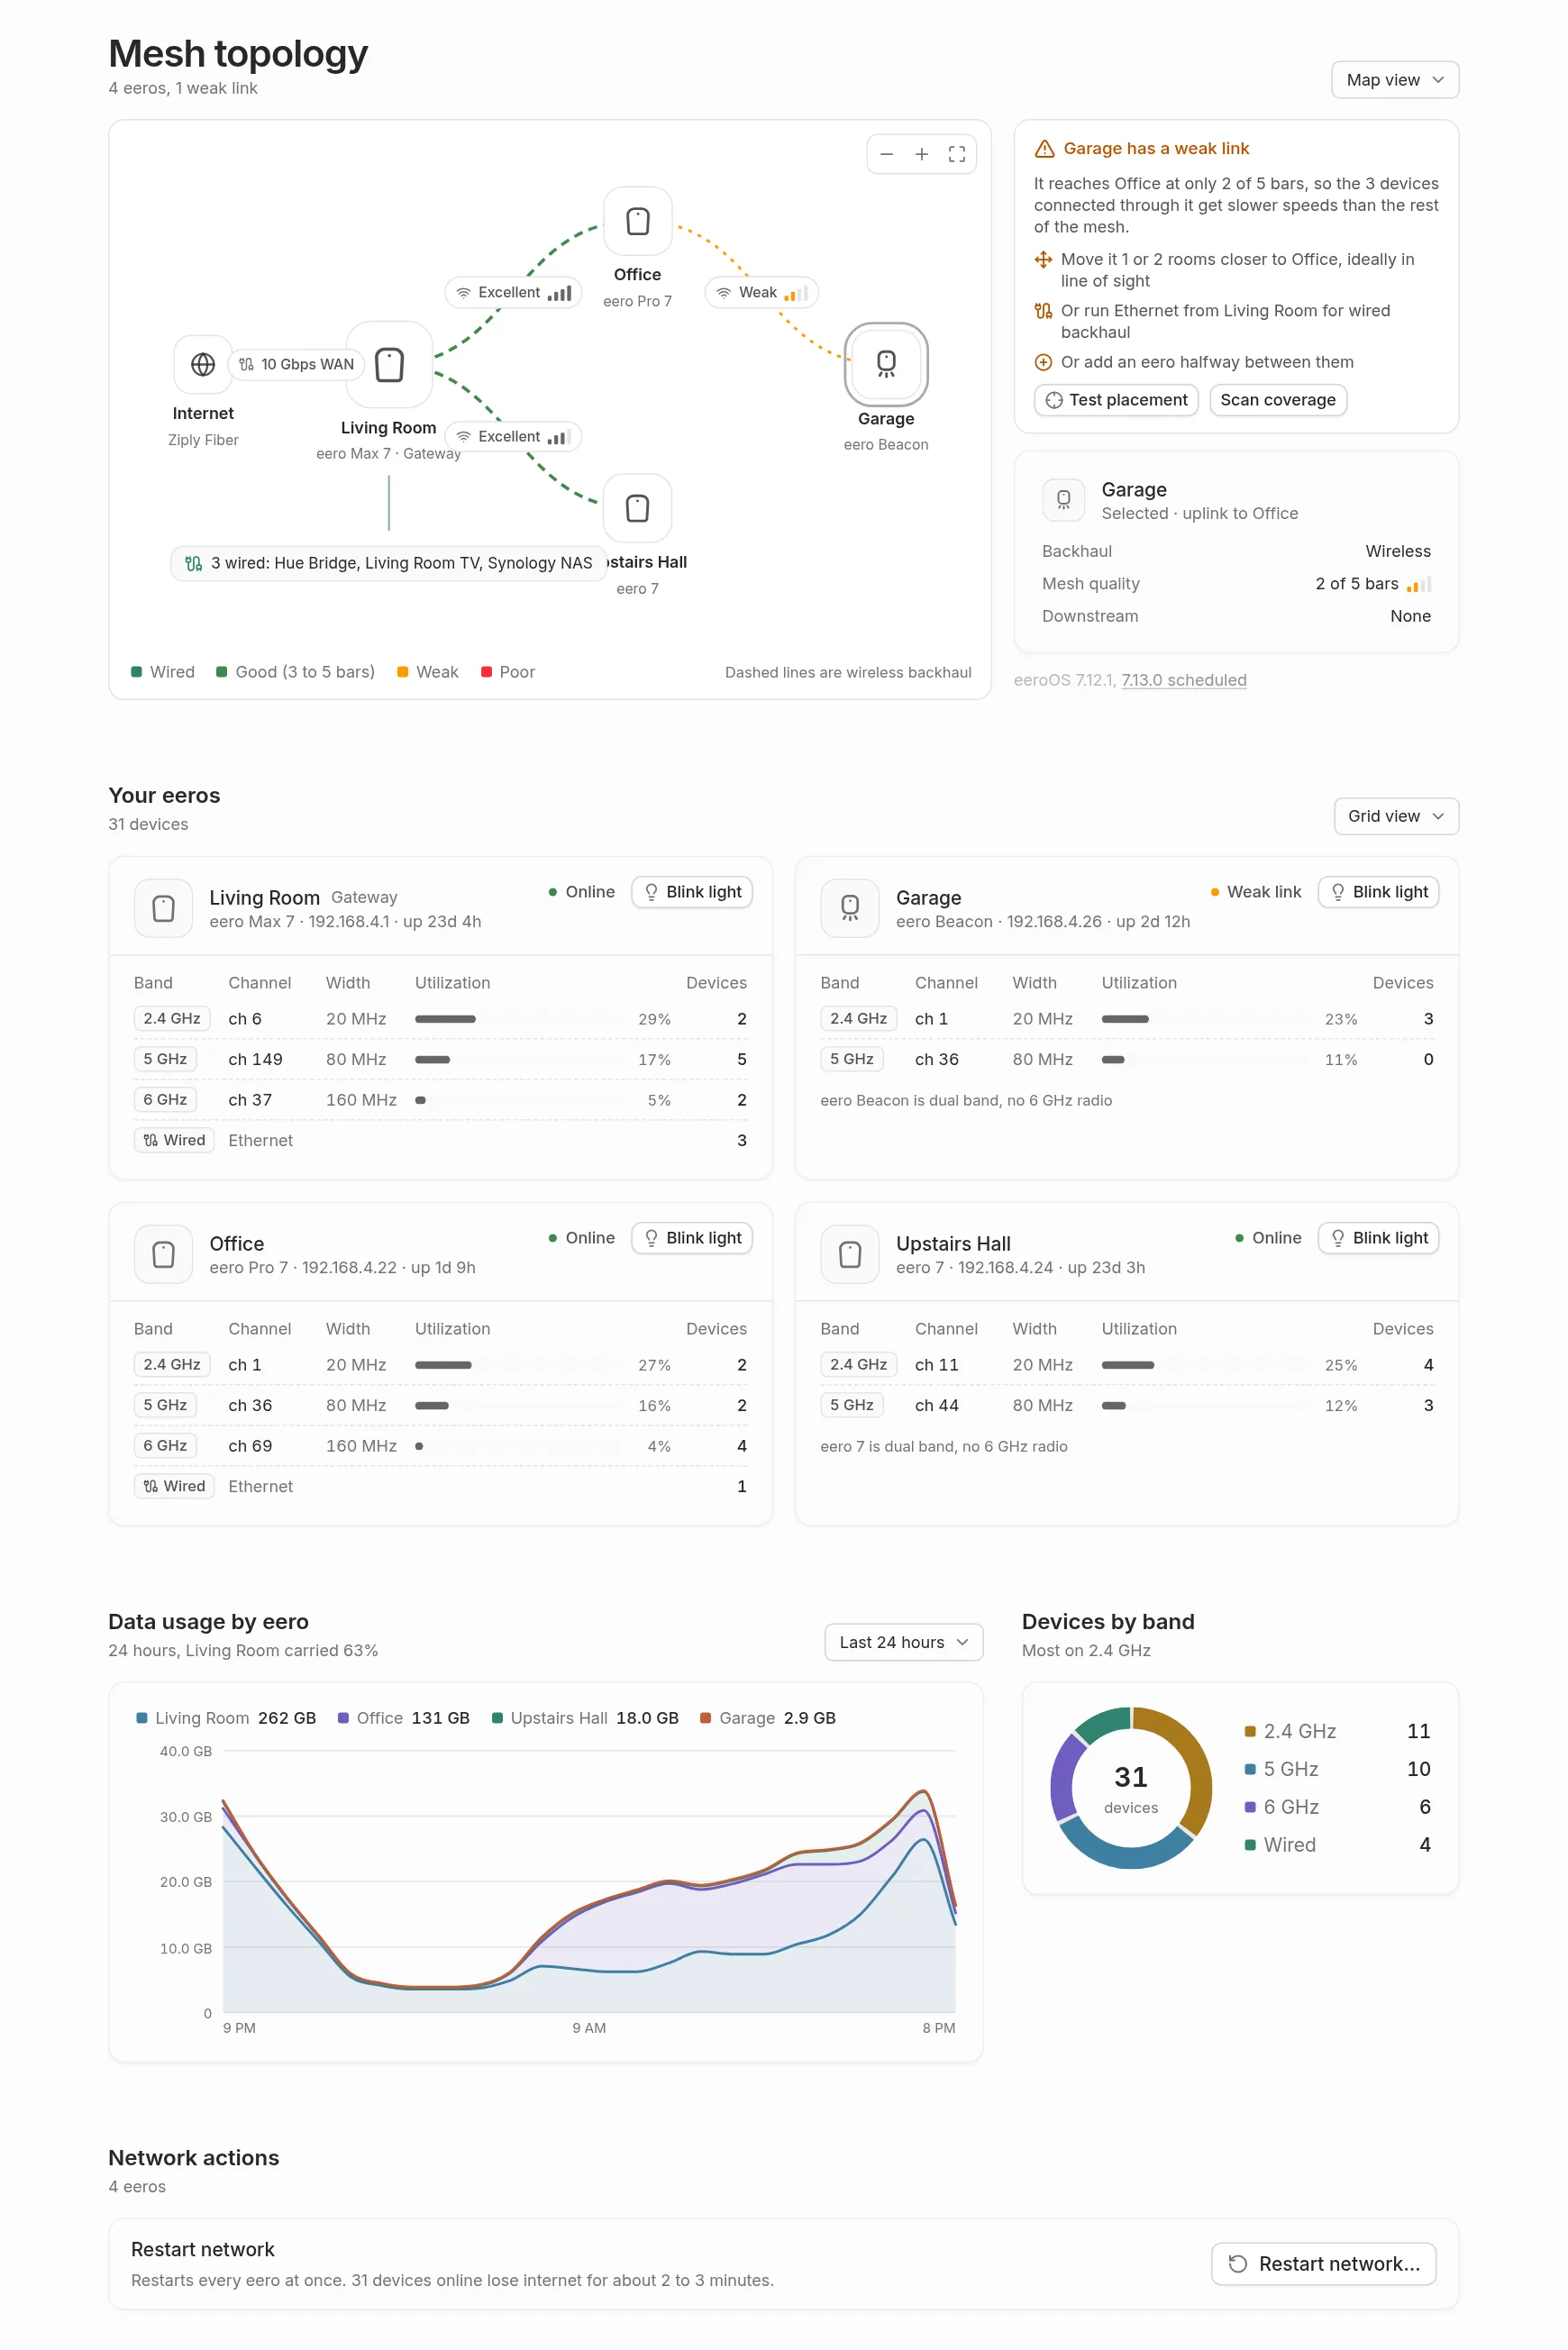 Mesh topology
4 eeros, 1 weak link
Map view
Office
eero Pro 7
Excellent
Weak
10 Gbps WAN
Internet
Ziply Fiber
Living Room
eero Max 7 · Gateway
Excellent
Garage
eero Beacon
3 wired: Hue Bridge, Living Room TV, Synology NAS
pstairs Hall
eero 7
Wired
Good (3 to 5 bars)
Weak
Poor
Dashed lines are wireless backhaul
Garage has a weak link
It reaches Office at only 2 of 5 bars, so the 3 devices
connected through it get slower speeds than the rest
of the mesh.
Move it 1 or 2 rooms closer to Office, ideally in
line of sight
Or run Ethernet from Living Room for wired
backhaul
Or add an eero halfway between them
Test placement
Scan coverage
Garage
Selected · uplink to Office
Backhaul Wireless
Mesh quality 2 of 5 bars
Downstream None
eeroOS 7.12.1, 7.13.0 scheduled
Your eeros
31 devices
Grid view
Living Room Gateway
eero Max 7 · 192.168.4.1 · up 23d 4h
Online
Blink light
Band Channel Width Utilization Devices
2.4 GHz ch 6 20 MHz 29% 2
5 GHz ch 149 80 MHz 17% 5
6 GHz ch 37 160 MHz 5% 2
Wired Ethernet 3
Garage
eero Beacon · 192.168.4.26 · up 2d 12h
Weak link
Blink light
Band Channel Width Utilization Devices
2.4 GHz ch 1 20 MHz 23% 3
5 GHz ch 36 80 MHz 11% 0
eero Beacon is dual band, no 6 GHz radio
Office
eero Pro 7 · 192.168.4.22 · up 1d 9h
Online
Blink light
Band Channel Width Utilization Devices
2.4 GHz ch 1 20 MHz 27% 2
5 GHz ch 36 80 MHz 16% 2
6 GHz ch 69 160 MHz 4% 4
Wired Ethernet 1
Upstairs Hall
eero 7 · 192.168.4.24 · up 23d 3h
Online
Blink light
Band Channel Width Utilization Devices
2.4 GHz ch 11 20 MHz 25% 4
5 GHz ch 44 80 MHz 12% 3
eero 7 is dual band, no 6 GHz radio
Data usage by eero
24 hours, Living Room carried 63%
Last 24 hours
Living Room 262 GB Office 131 GB Upstairs Hall 18.0 GB Garage 2.9 GB
40.0 GB
30.0 GB
20.0 GB
10.0 GB
0
9 PM 9 AM 8 PM
Devices by band
Most on 2.4 GHz
31
devices
2.4 GHz 11
5 GHz 10
6 GHz 6
Wired 4
Network actions
4 eeros
Restart network
Restarts every eero at once. 31 devices online lose internet for about 2 to 3 minutes.
Restart network...